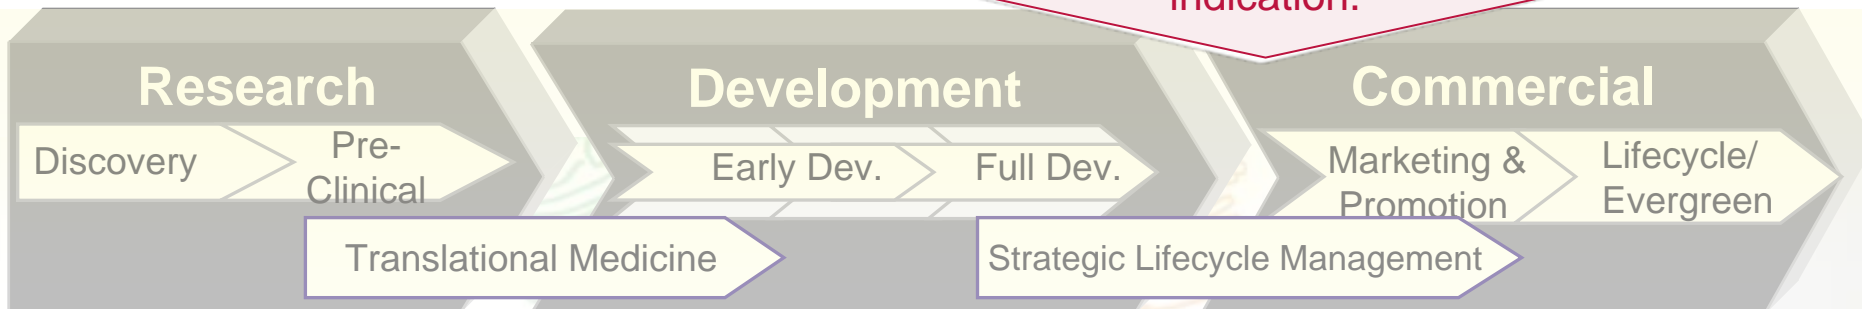 indication.
Research
Development
Commercial
Discovery
Pre-
Clinical
Early Dev.
Full Dev.
Marketing &
Promotion
Lifecycle/
Evergreen
Translational Medicine
Strategic Lifecycle Management